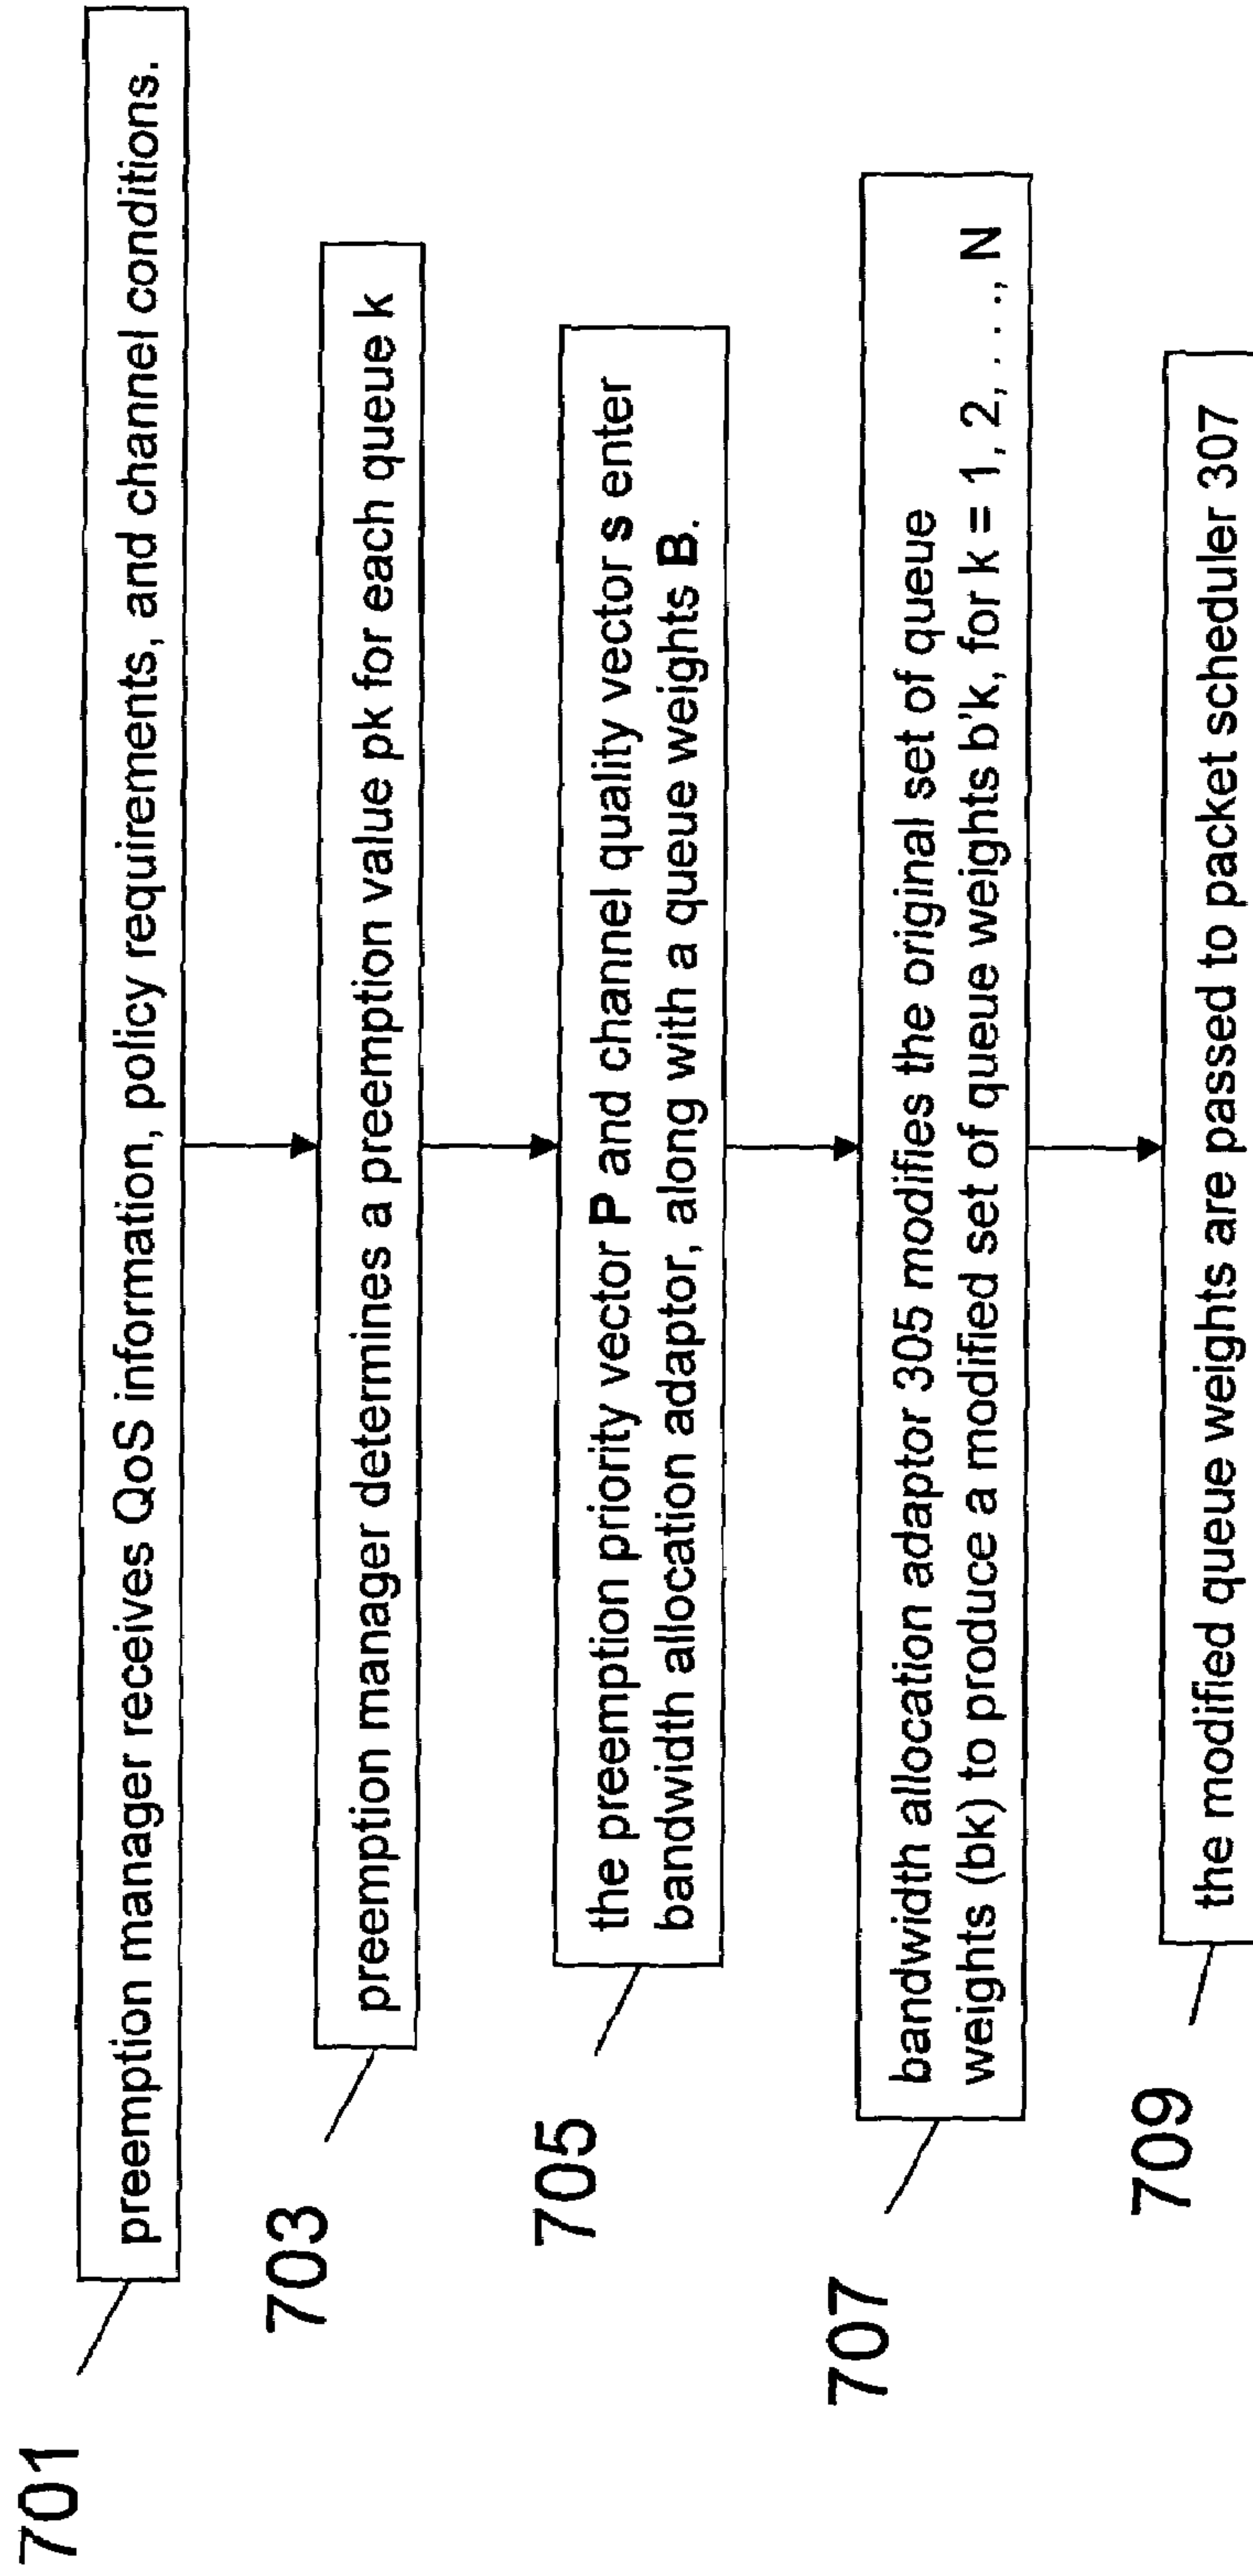 701
preemption manager receives QoS information, policy requirements, and channel conditions.
703
preemption manager determines a preemption value pk for each queue k
705
the preemption priority vector P and channel quality vector s enter
bandwidth allocation adaptor, along with a queue weights B.
707
bandwidth allocation adaptor 305 modifies the original set of queue
weights (bk) to produce a modified set of queue weights b'k, for k = 1, 2, . . ., N
709
the modified queue weights are passed to packet scheduler 307